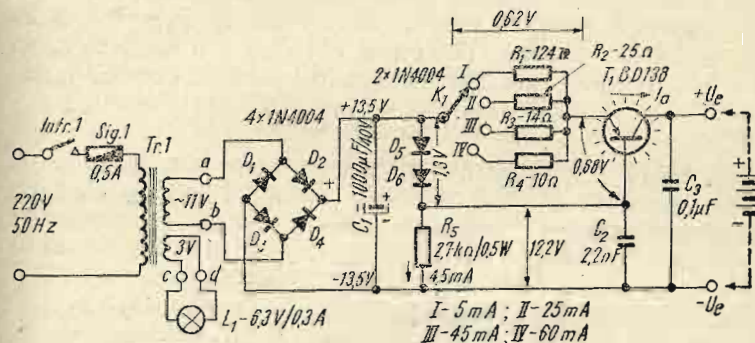 0,62V
R₁-124Ω
R₂-25Ω
2×1N4004
I
T₁ BD138
K₁
II
Ia
+Ue
4×1N4004
+13,5V
Intr.1
Sig.1
Tr.1
III
R₃-14Ω
0,5A
a
D₁
D₂
1000µF/40V
D₅
1,3V
IV
0,68V
+
220V
50Hz
~11V
+
+
D₆
R₄-10Ω
C₃
0,1µF
b
C₁
-
D₃
D₄
R₅
2,7kΩ/0,5W
12,2V
C₂
2,2nF
-
3V
c
d
-13,5V
4,5mA
-Ue
L₁-6,3V/0,3A
I-5mA; II-25mA
III-45mA; IV-60mA